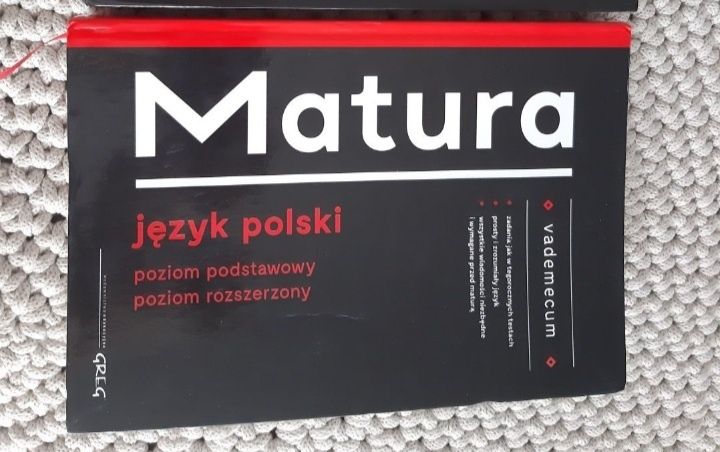 Matura
język polski
poziom podstawowy
poziom rozszerzony
vademecum
zadania jak w tegorocznych testach
prosty i zrozumiały język
wszystkie wiadomości niezbędne
i wymagane przed maturą
GREG